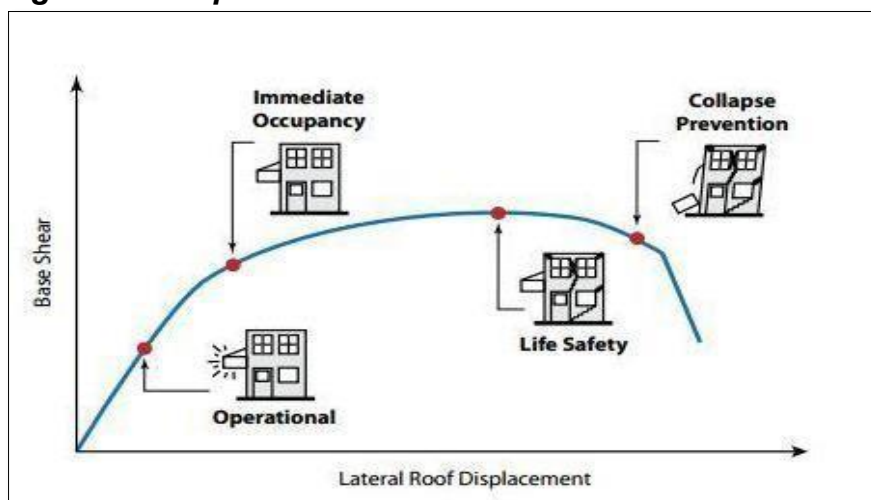 Immediate
Occupancy
Collapse
Prevention
Base Shear
Life Safety
Operational
Lateral Roof Displacement